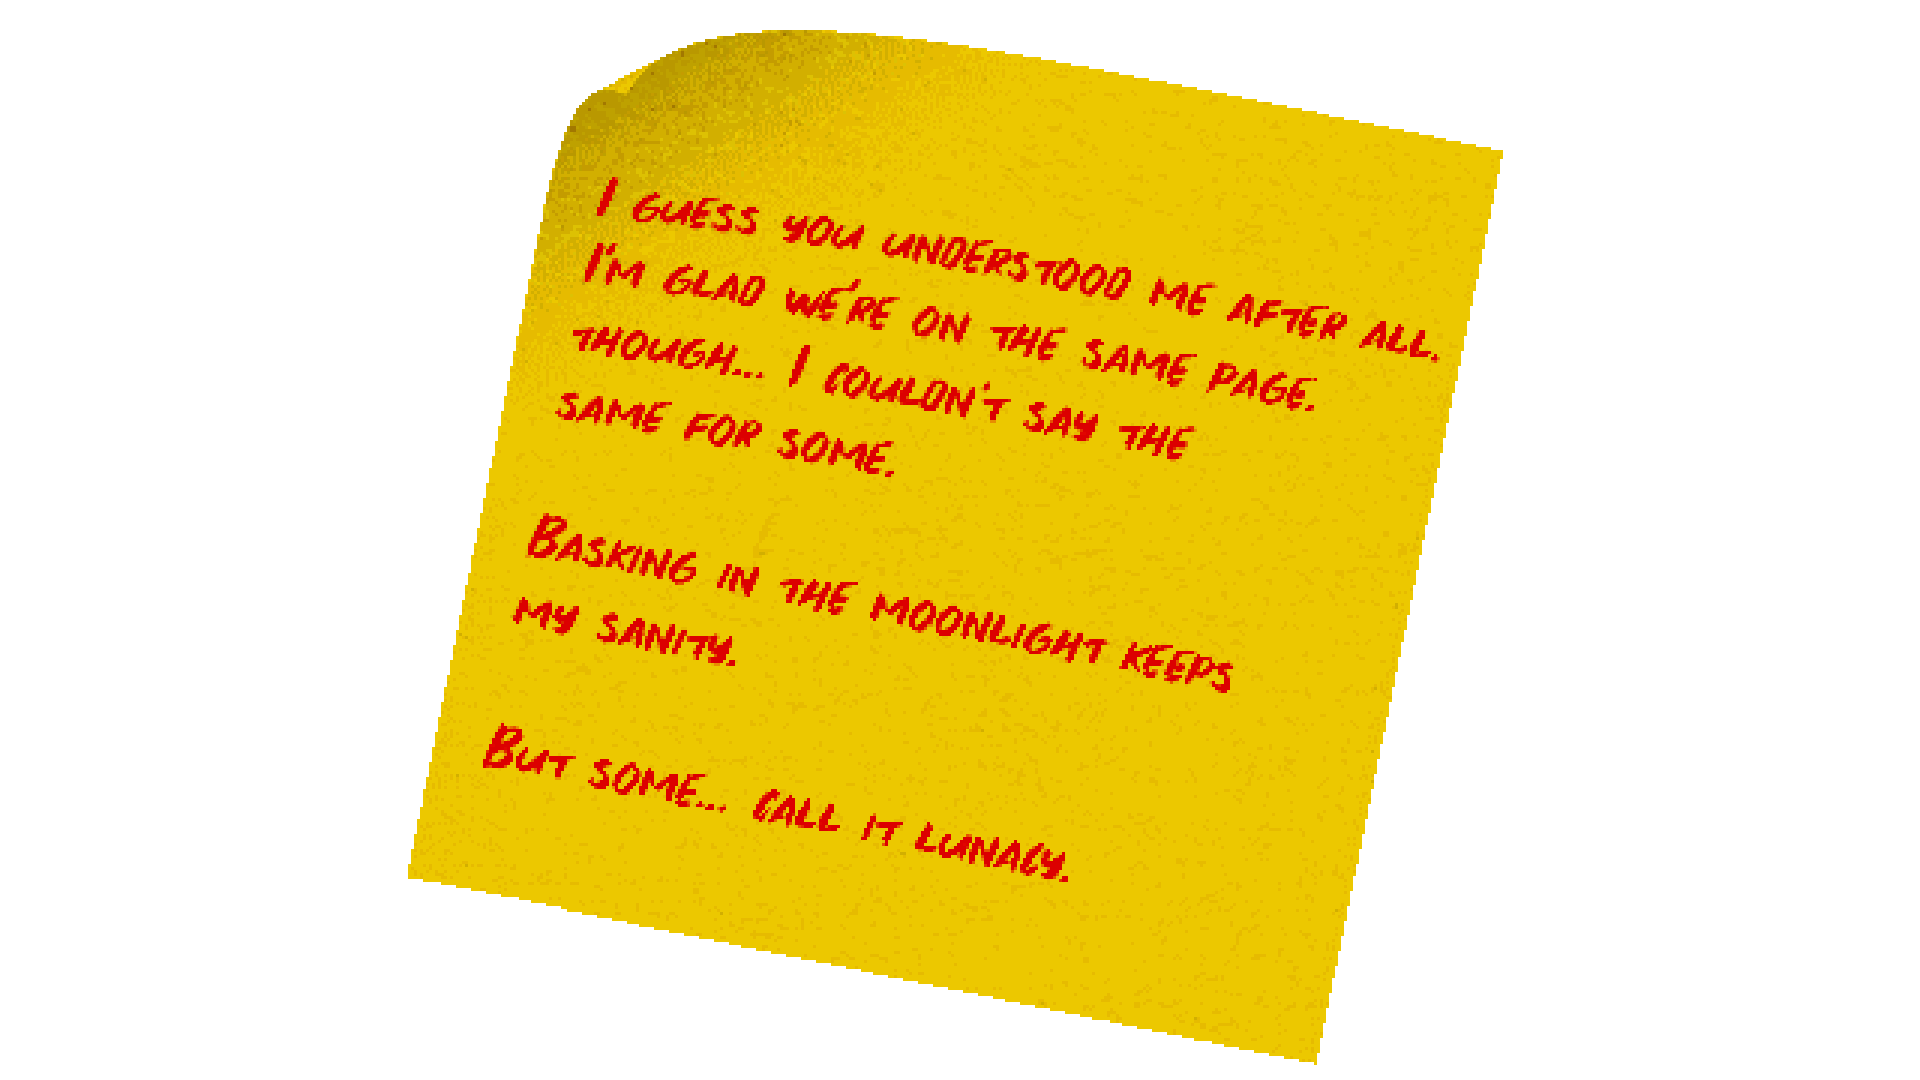 I GUESS YOU UNDERSTOOD ME AFTER ALL.
I'M GLAD WE'RE ON THE SAME PAGE.
THOUGH... I COULDN'T SAY THE
SAME FOR SOME.
BASKING IN THE MOONLIGHT KEEPS
MY SANITY.
BUT SOME... CALL IT LUNACY.